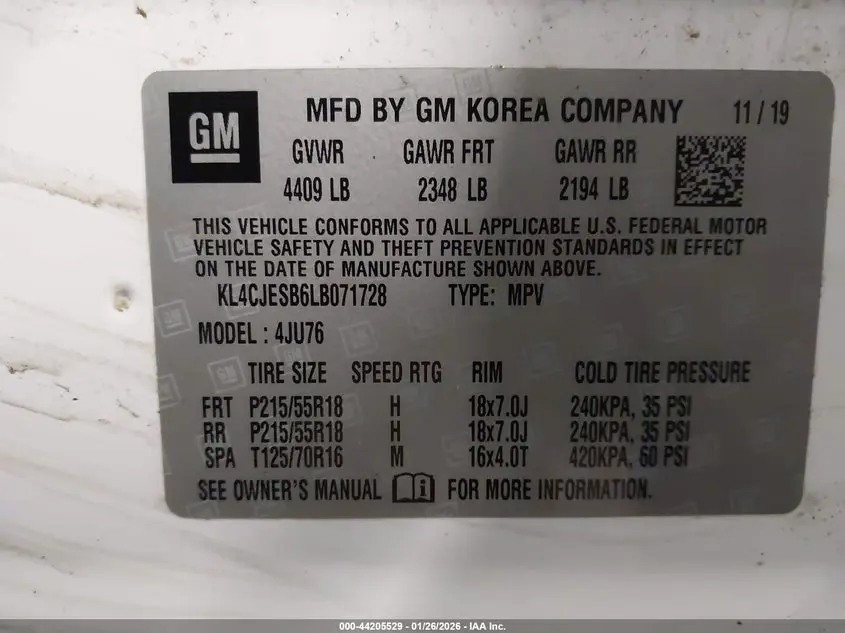 GM
MFD BY GM KOREA COMPANY 11 / 19
GVWR GAWR FRT GAWR RR
4409 LB 2348 LB 2194 LB
THIS VEHICLE CONFORMS TO ALL APPLICABLE U.S. FEDERAL MOTOR
VEHICLE SAFETY AND THEFT PREVENTION STANDARDS IN EFFECT
ON THE DATE OF MANUFACTURE SHOWN ABOVE.
KL4CJESB6LB071728 TYPE: MPV
MODEL : 4JU76
TIRE SIZE SPEED RTG RIM COLD TIRE PRESSURE
FRT P215/55R18 H 18x7.0J 240KPA, 35 PSI
RR P215/55R18 H 18x7.0J 240KPA, 35 PSI
SPA T125/70R16 M 16x4.0T 420KPA, 60 PSI
SEE OWNER'S MANUAL i FOR MORE INFORMATION.
000-44205529 - 01/26/2026 - IAA Inc.